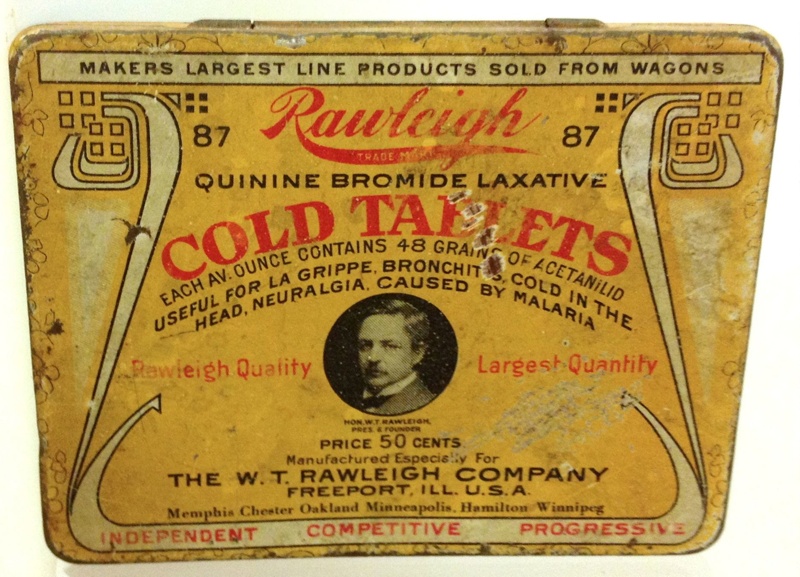 MAKERS LARGEST LINE PRODUCTS SOLD FROM WAGONS
87 Rawleigh 87
TRADE MARK
QUININE BROMIDE LAXATIVE
COLD TABLETS
EACH AV. OUNCE CONTAINS 48 GRAINS OF ACETANILID
USEFUL FOR LA GRIPPE, BRONCHITIS, COLD IN THE
HEAD, NEURALGIA, CAUSED BY MALARIA
Rawleigh Quality Largest Quantity
HON. W. T. RAWLEIGH,
PRES. & FOUNDER
PRICE 50 CENTS
Manufactured Especially For
THE W. T. RAWLEIGH COMPANY
FREEPORT, ILL. U.S.A.
Memphis Chester Oakland Minneapolis, Hamilton Winnipeg
INDEPENDENT COMPETITIVE PROGRESSIVE